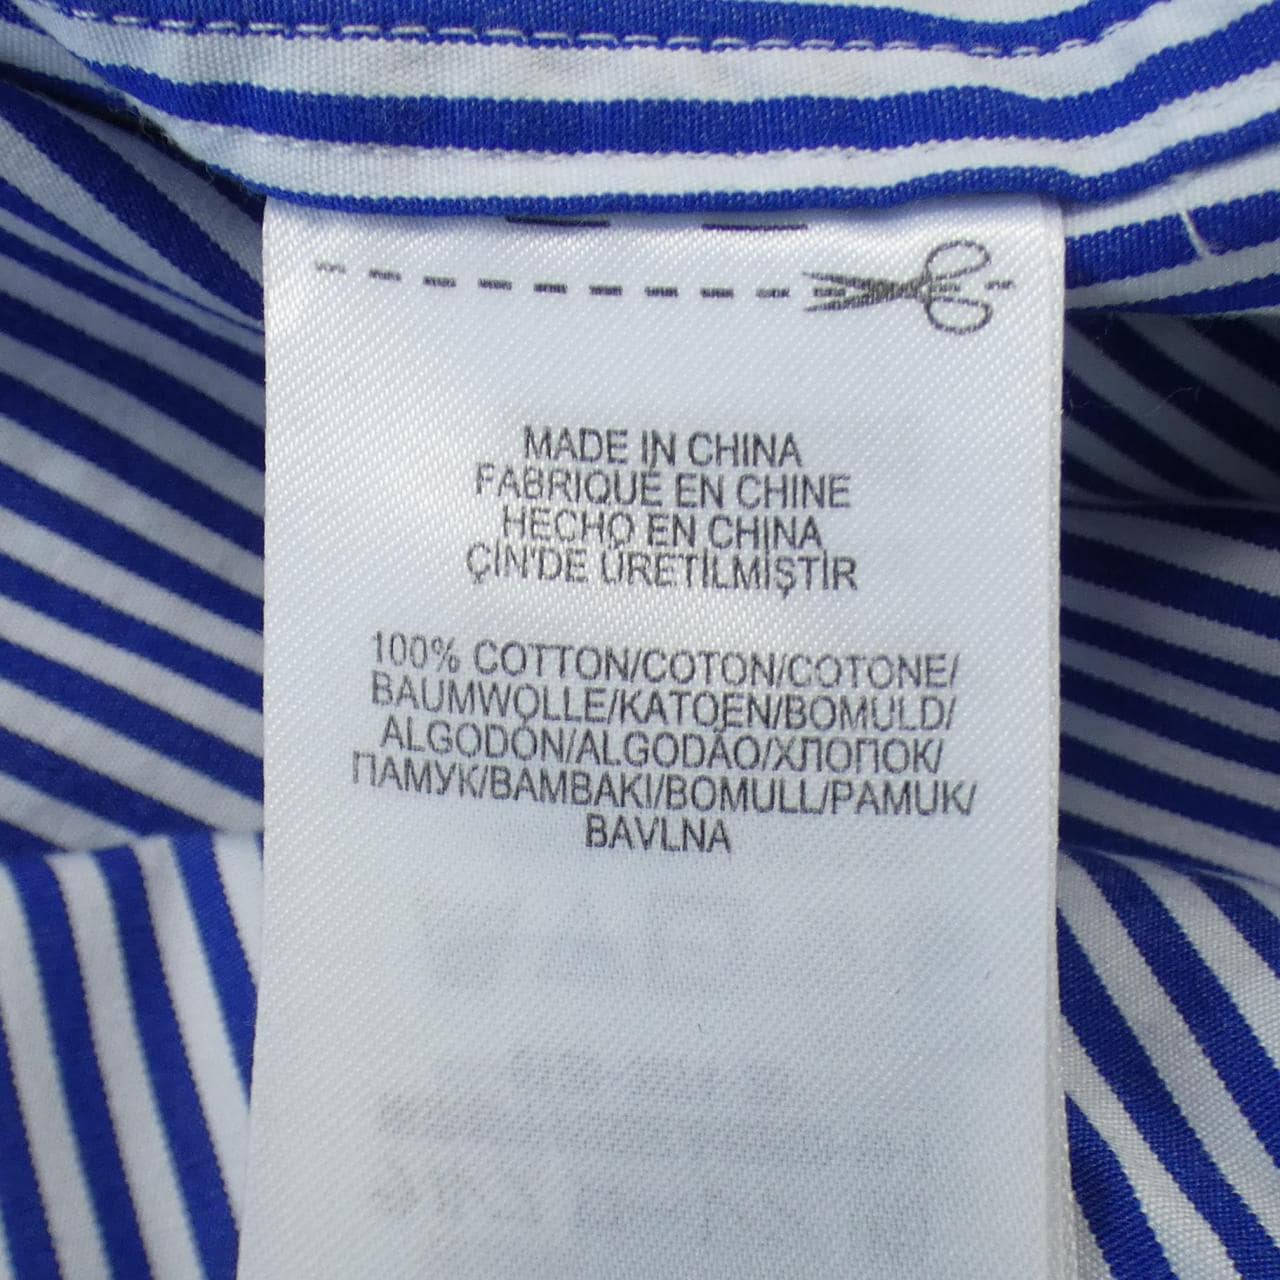 MADE IN CHINA
FABRIQUÉ EN CHINE
HECHO EN CHINA
ÇİN'DE ÜRETİLMİŞTİR
100% COTTON/COTON/COTONE/
BAUMWOLLE/KATOEN/BOMULD/
ALGODÓN/ALGODÃO/ХЛОПОК/
ПАМУК/BAMBAKI/BOMULL/PAMUK/
BAVLNA